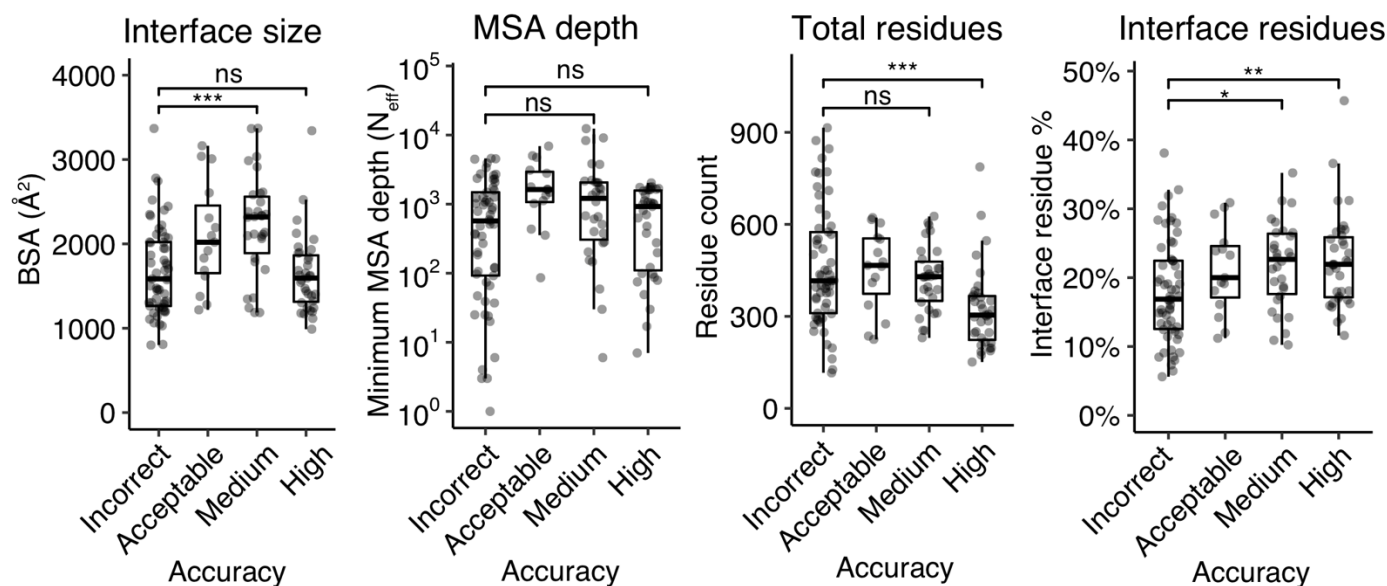 Interface size
ns
***
BSA (Å²)
4000
3000
2000
1000
0
Incorrect
Acceptable
Medium
High
Accuracy
MSA depth
ns
ns
Minimum MSA depth (N_eff)
10⁵
10⁴
10³
10²
10¹
10⁰
Incorrect
Acceptable
Medium
High
Accuracy
Total residues
***
ns
Residue count
900
600
300
0
Incorrect
Acceptable
Medium
High
Accuracy
Interface residues
**
*
Interface residue %
50%
40%
30%
20%
10%
0%
Incorrect
Acceptable
Medium
High
Accuracy